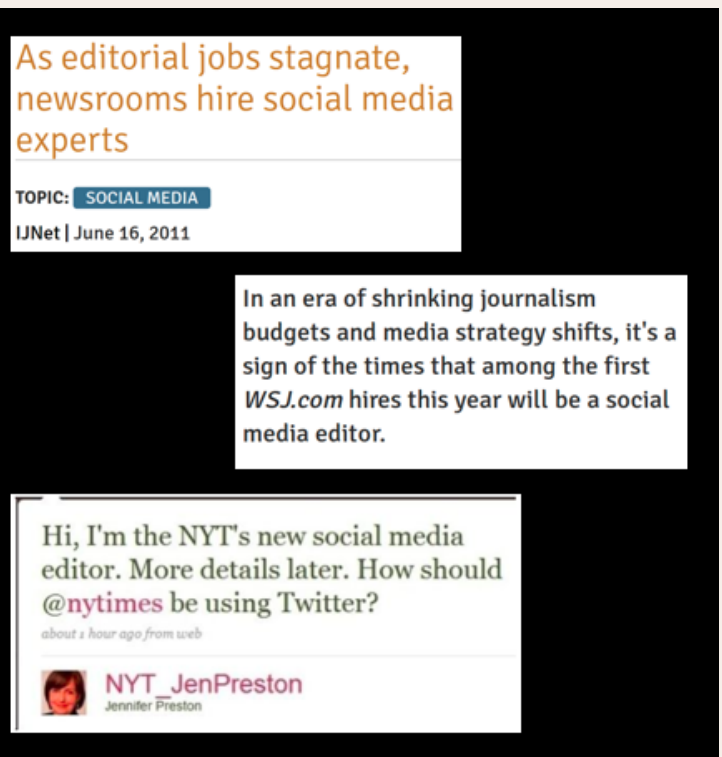 As editorial jobs stagnate,
newsrooms hire social media
experts
TOPIC: SOCIAL MEDIA
IJNet | June 16, 2011
In an era of shrinking journalism
budgets and media strategy shifts, it's a
sign of the times that among the first
WSJ.com hires this year will be a social
media editor.
Hi, I'm the NYT's new social media
editor. More details later. How should
@nytimes be using Twitter?
about 1 hour ago from web
NYT_JenPreston
Jennifer Preston